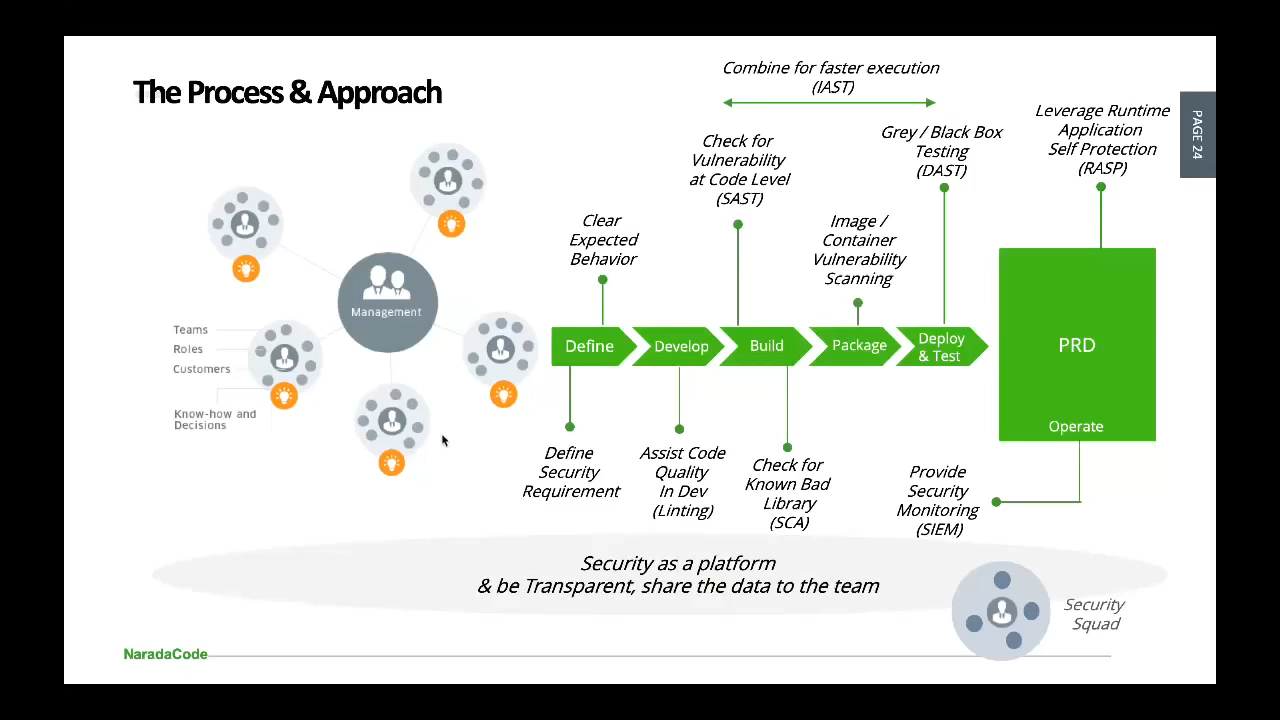 The Process & Approach
Combine for faster execution
(IAST)
PAGE 24
Leverage Runtime
Application
Self Protection
(RASP)
Grey / Black Box
Testing
(DAST)
Check for
Vulnerability
at Code Level
(SAST)
Image /
Container
Vulnerability
Scanning
Clear
Expected
Behavior
Management
Teams
Roles
Customers
Know-how and
Decisions
Define
Develop
Build
Package
Deploy
& Test
PRD
Operate
Define
Security
Requirement
Assist Code
Quality
In Dev
(Linting)
Check for
Known Bad
Library
(SCA)
Provide
Security
Monitoring
(SIEM)
Security as a platform
& be Transparent, share the data to the team
Security
Squad
NaradaCode